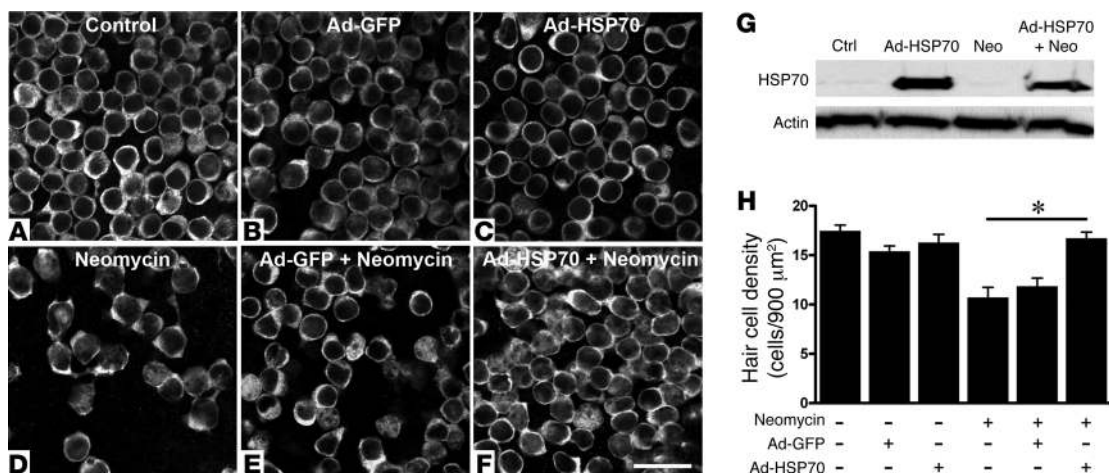 Control
Ad-GFP
Ad-HSP70
A
B
C
Neomycin
Ad-GFP + Neomycin
Ad-HSP70 + Neomycin
D
E
F
G
Ctrl Ad-HSP70 Neo Ad-HSP70 + Neo
HSP70
Actin
H
*
Hair cell density
(cells/900 μm²)
20
15
10
5
0
Neomycin - - - + + +
Ad-GFP - + - - + -
Ad-HSP70 - - + - - +